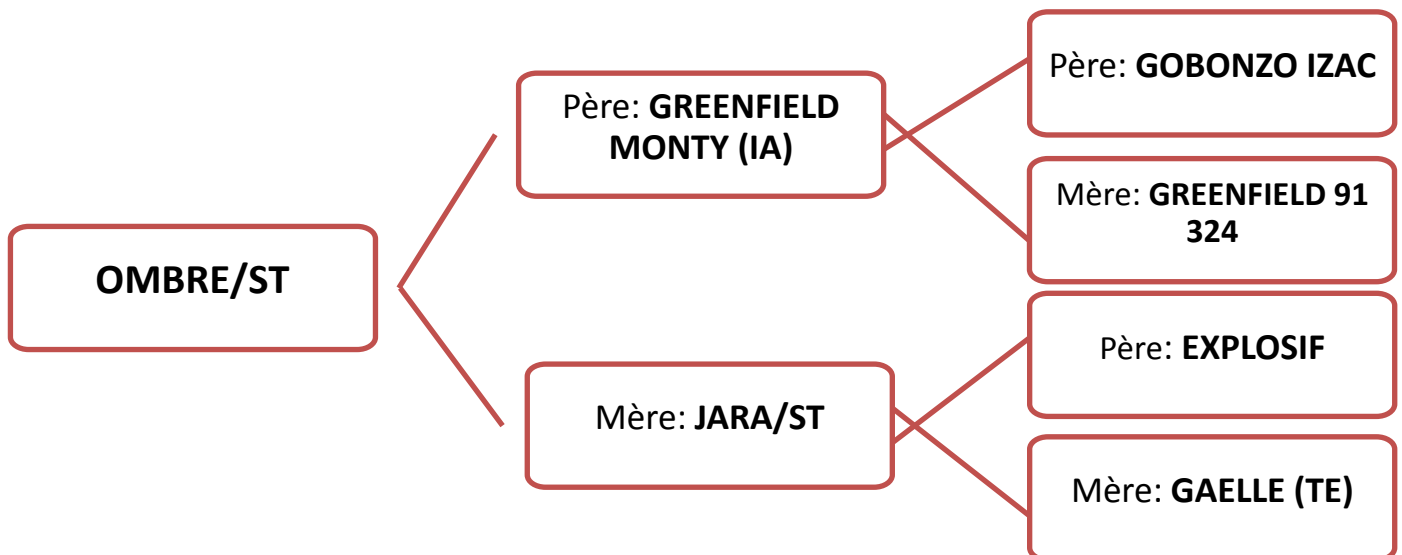 OMBRE/ST
Père: GREENFIELD
MONTY (IA)
Mère: JARA/ST
Père: GOBONZO IZAC
Mère: GREENFIELD 91
324
Père: EXPLOSIF
Mère: GAELLE (TE)